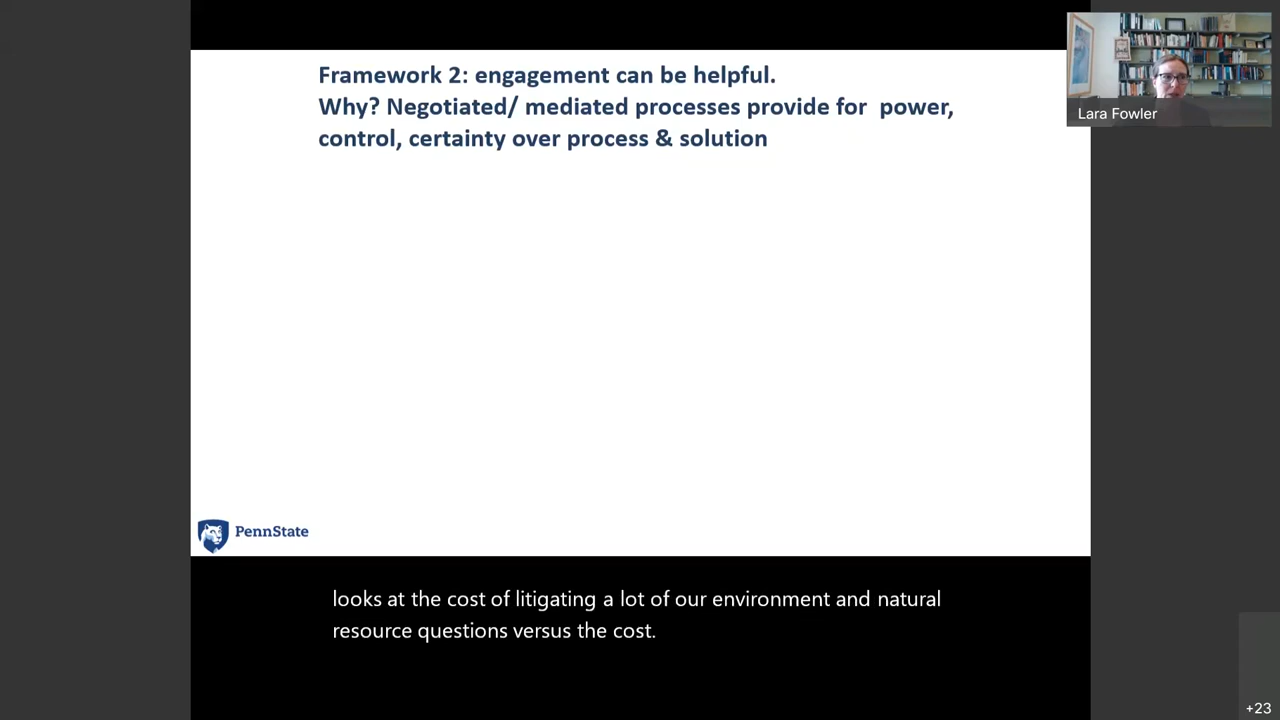 Framework 2: engagement can be helpful.
Why? Negotiated/ mediated processes provide for  power,
control, certainty over process & solution
Lara Fowler
PennState
looks at the cost of litigating a lot of our environment and natural
resource questions versus the cost.
+23